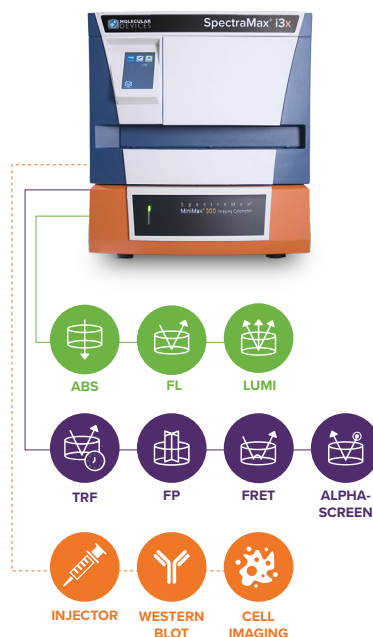 MOLECULAR
DEVICES
SpectraMax® i3x
SpectraMax®
MiniMax® 300 Imaging Cytometer
ABS
FL
LUMI
TRF
FP
FRET
ALPHA-
SCREEN
INJECTOR
WESTERN
BLOT
CELL
IMAGING